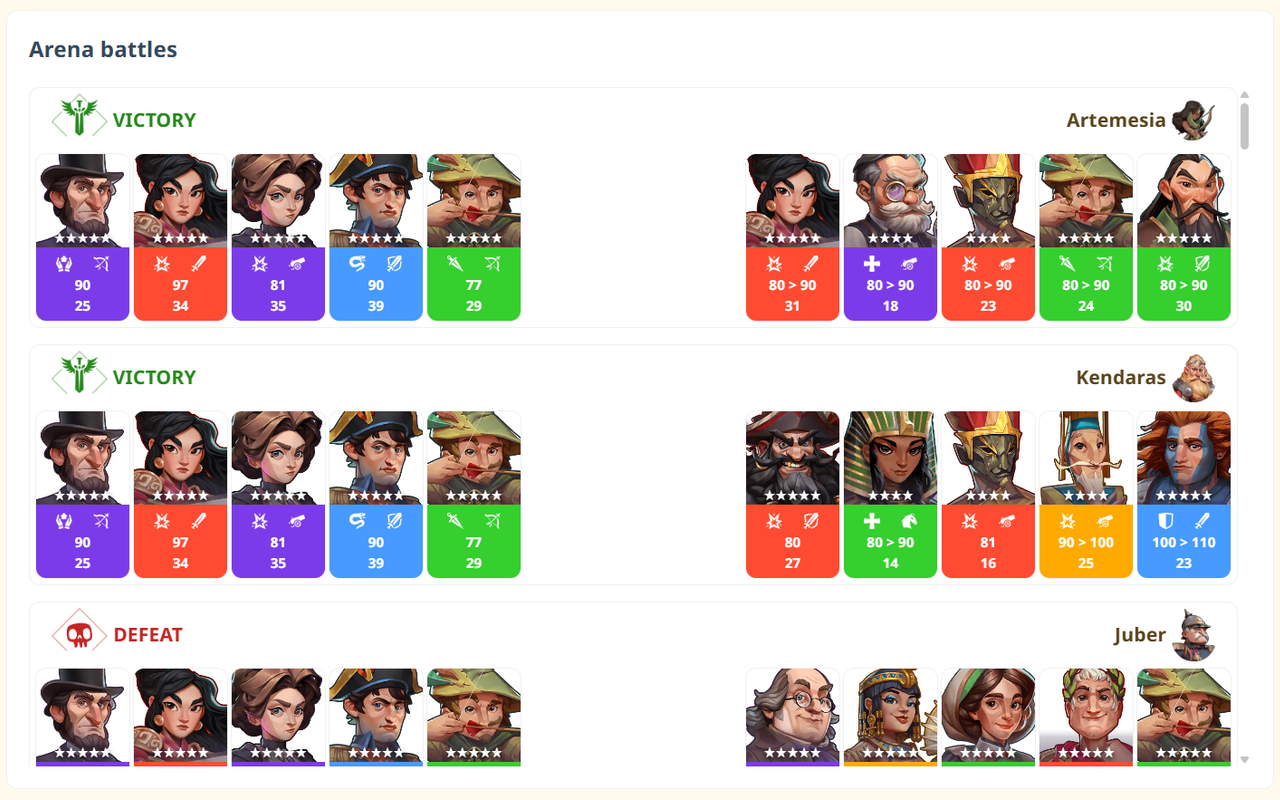 Arena battles
VICTORY
Artemesia
90 97 81 90 77 80 > 90 80 > 90 80 > 90 80 > 90 80 > 90
25 34 35 39 29 31 18 23 24 30
VICTORY
Kendaras
90 97 81 90 77 80 80 > 90 81 90 > 100 100 > 110
25 34 35 39 29 27 14 16 25 23
DEFEAT
Juber